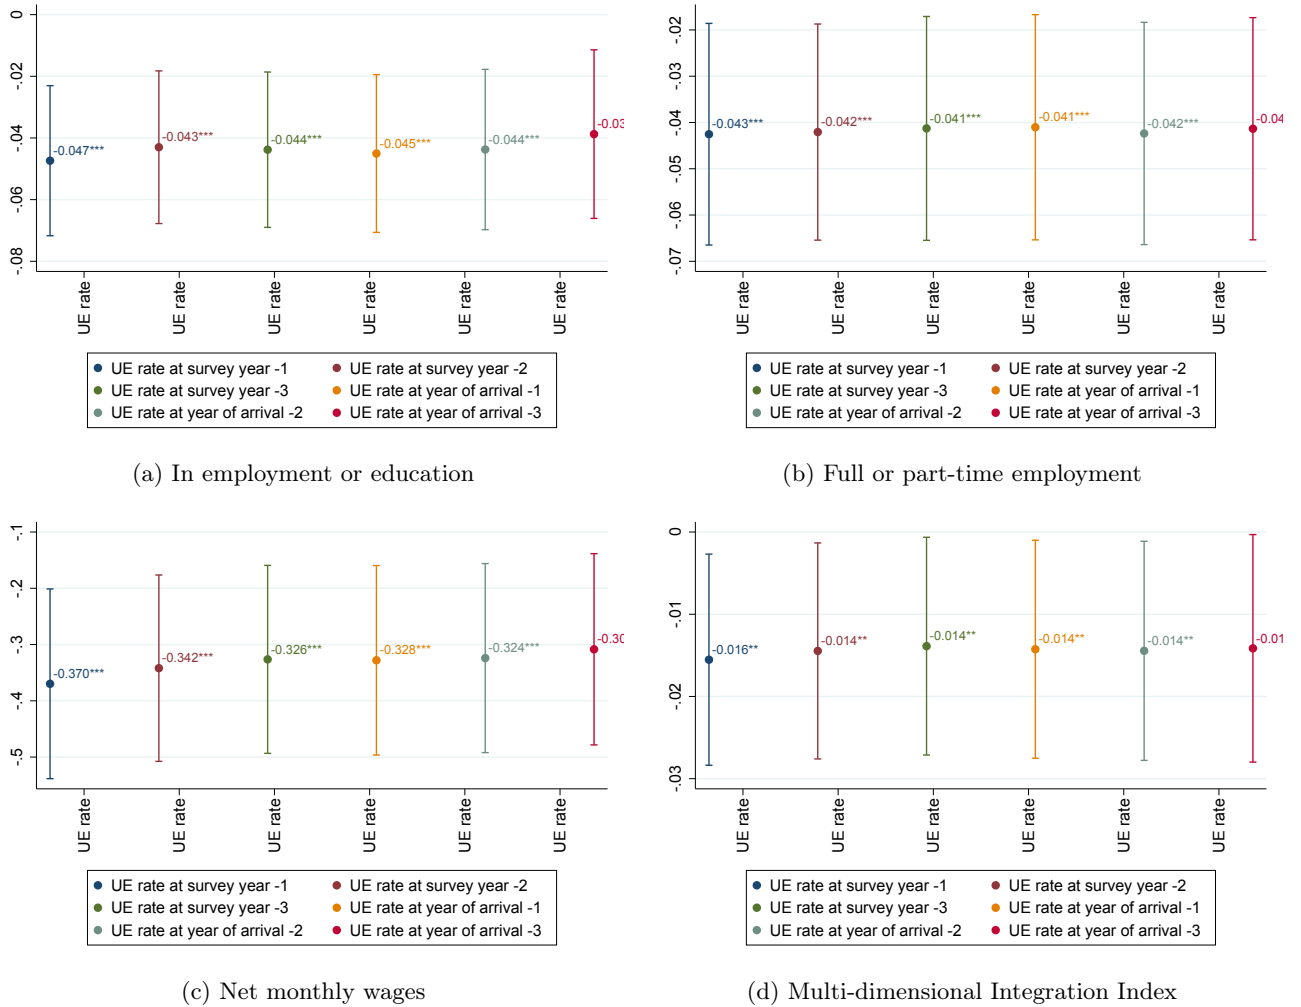 0
-.02
-.04
-.06
-.08
-0.047***
-0.043***
-0.044***
-0.045***
-0.044***
-0.03
UE rate
UE rate
UE rate
UE rate
UE rate
UE rate
UE rate at survey year -1
UE rate at survey year -2
UE rate at survey year -3
UE rate at year of arrival -1
UE rate at year of arrival -2
UE rate at year of arrival -3
(a) In employment or education
-.02
-.03
-.04
-.05
-.06
-.07
-0.043***
-0.042***
-0.041***
-0.041***
-0.042***
-0.04
UE rate
UE rate
UE rate
UE rate
UE rate
UE rate
UE rate at survey year -1
UE rate at survey year -2
UE rate at survey year -3
UE rate at year of arrival -1
UE rate at year of arrival -2
UE rate at year of arrival -3
(b) Full or part-time employment
-.1
-.2
-.3
-.4
-.5
-0.370***
-0.342***
-0.326***
-0.328***
-0.324***
-0.30
UE rate
UE rate
UE rate
UE rate
UE rate
UE rate
UE rate at survey year -1
UE rate at survey year -2
UE rate at survey year -3
UE rate at year of arrival -1
UE rate at year of arrival -2
UE rate at year of arrival -3
(c) Net monthly wages
0
-.01
-.02
-.03
-0.016**
-0.014**
-0.014**
-0.014**
-0.014**
-0.01
UE rate
UE rate
UE rate
UE rate
UE rate
UE rate
UE rate at survey year -1
UE rate at survey year -2
UE rate at survey year -3
UE rate at year of arrival -1
UE rate at year of arrival -2
UE rate at year of arrival -3
(d) Multi-dimensional Integration Index